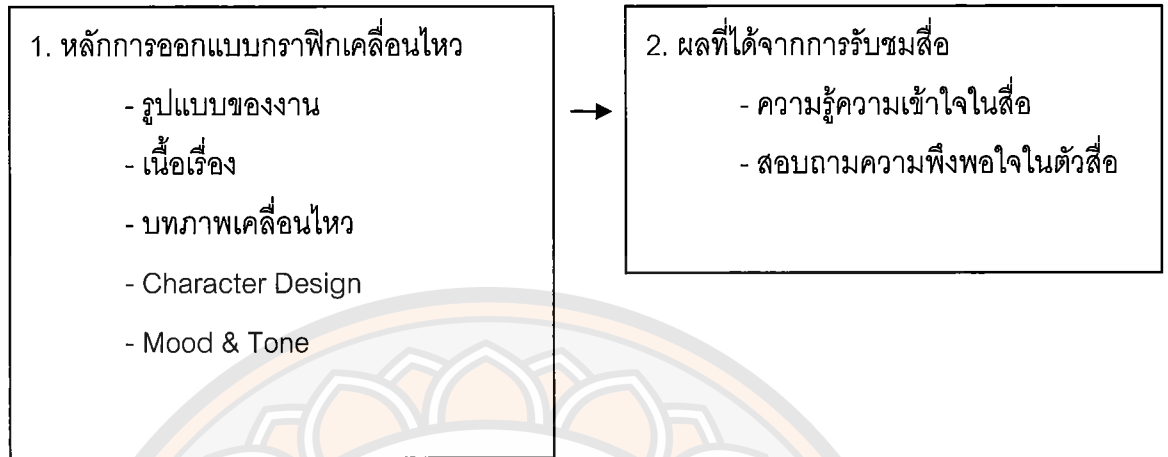 1. หลักการออกแบบกราฟิกเคลื่อนไหว
- รูปแบบของงาน
- เนื้อเรื่อง
- บทภาพเคลื่อนไหว
- Character Design
- Mood & Tone
2. ผลที่ได้จากการรับชมสื่อ
- ความรู้ความเข้าใจในสื่อ
- สอบถามความพึงพอใจในตัวสื่อ